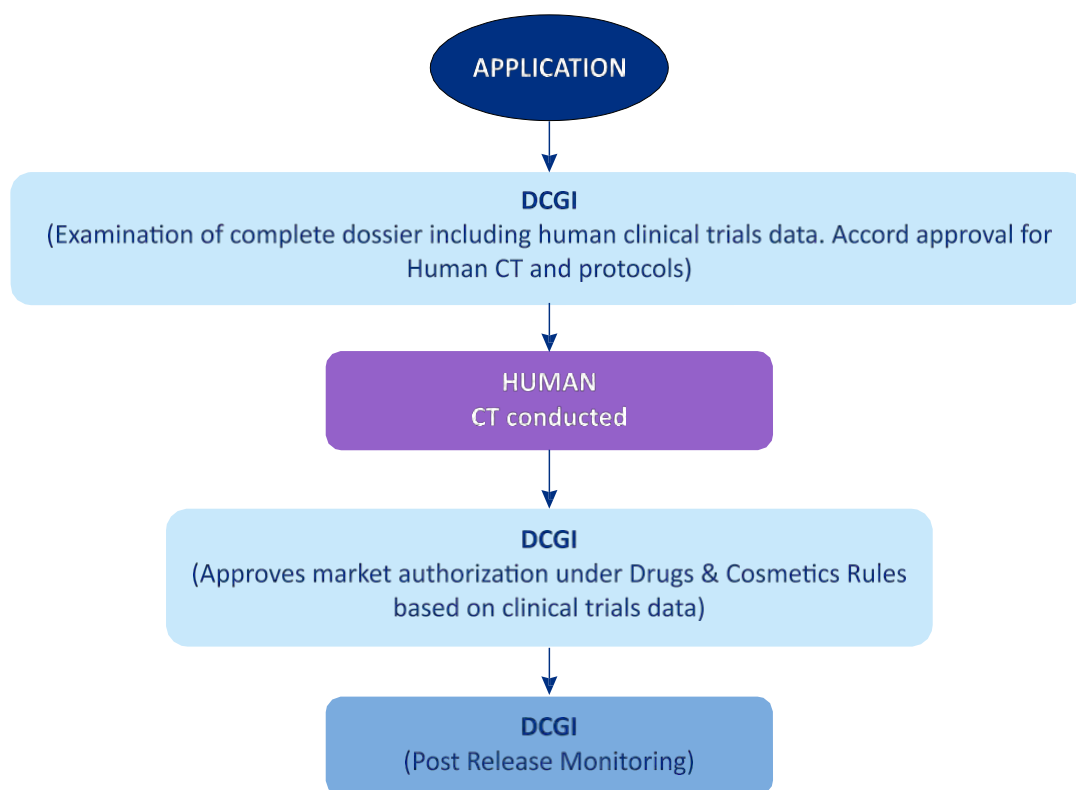 APPLICATION
DCGI
(Examination of complete dossier including human clinical trials data. Accord approval for
Human CT and protocols)
HUMAN
CT conducted
DCGI
(Approves market authorization under Drugs & Cosmetics Rules
based on clinical trials data)
DCGI
(Post Release Monitoring)